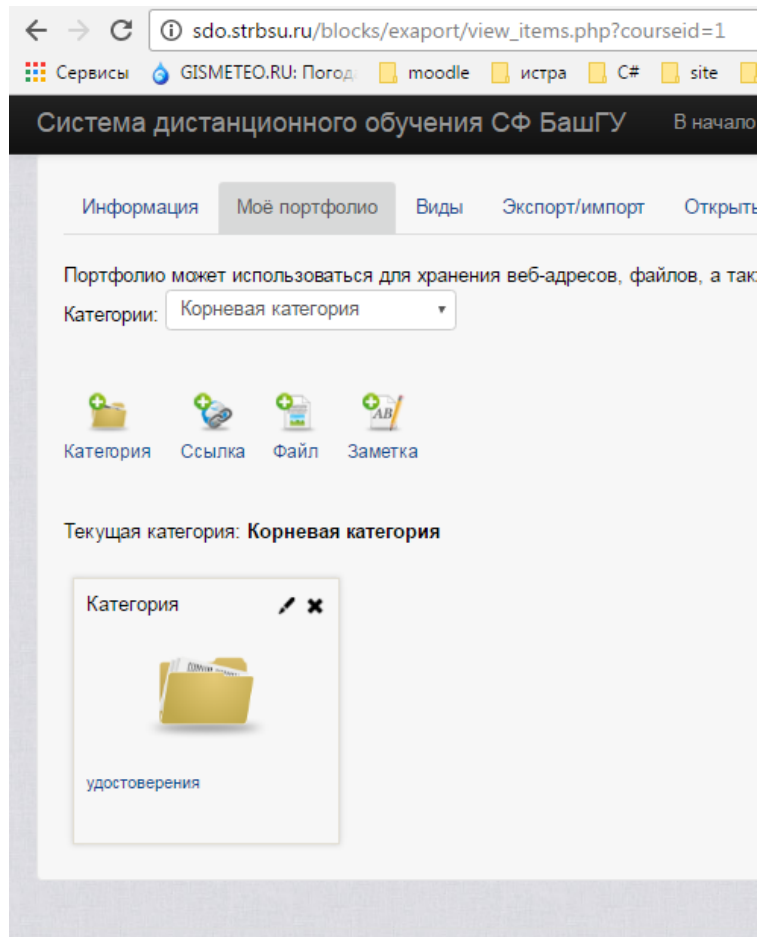 sdo.strbsu.ru/blocks/exaport/view_items.php?courseid=1
Сервисы GISMETEO.RU: Погод moodle истра C# site
Система дистанционного обучения СФ БашГУ В начало
Информация Моё портфолио Виды Экспорт/импорт Открыть
Портфолио может использоваться для хранения веб-адресов, файлов, а так
Категории: Корневая категория
AB
Категория Ссылка Файл Заметка
Текущая категория: Корневая категория
Категория
удостоверения